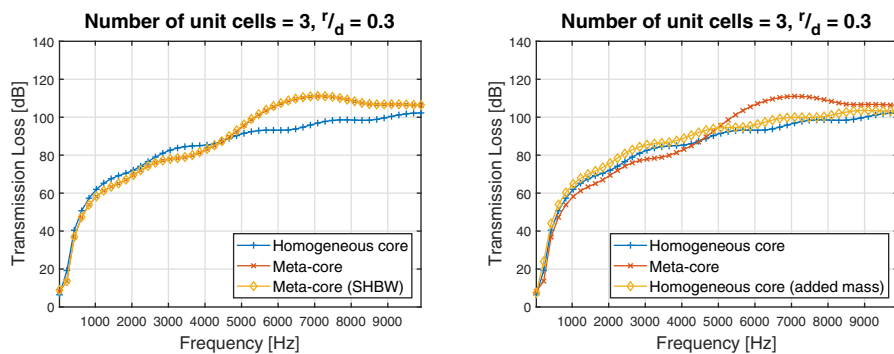 Number of unit cells = 3, r/d = 0.3
Transmission Loss [dB]
140
120
100
80
60
40
20
0
1000 2000 3000 4000 5000 6000 7000 8000 9000
Frequency [Hz]
Homogeneous core
Meta-core
Meta-core (SHBW)
Number of unit cells = 3, r/d = 0.3
Transmission Loss [dB]
140
120
100
80
60
40
20
0
1000 2000 3000 4000 5000 6000 7000 8000 9000
Frequency [Hz]
Homogeneous core
Meta-core
Homogeneous core (added mass)